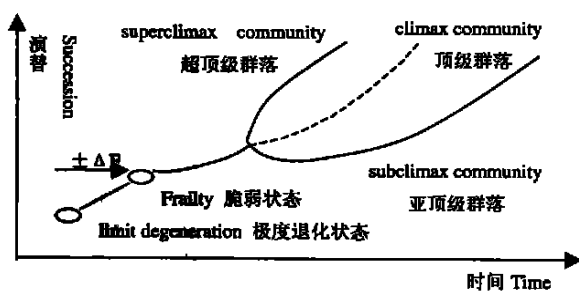 superclimax community
超顶级群落
climax community
顶级群落
演替
Succession
± Δ E
Frailty 脆弱状态
limit degeneration 极度退化状态
subclimax community
亚顶级群落
时间 Time